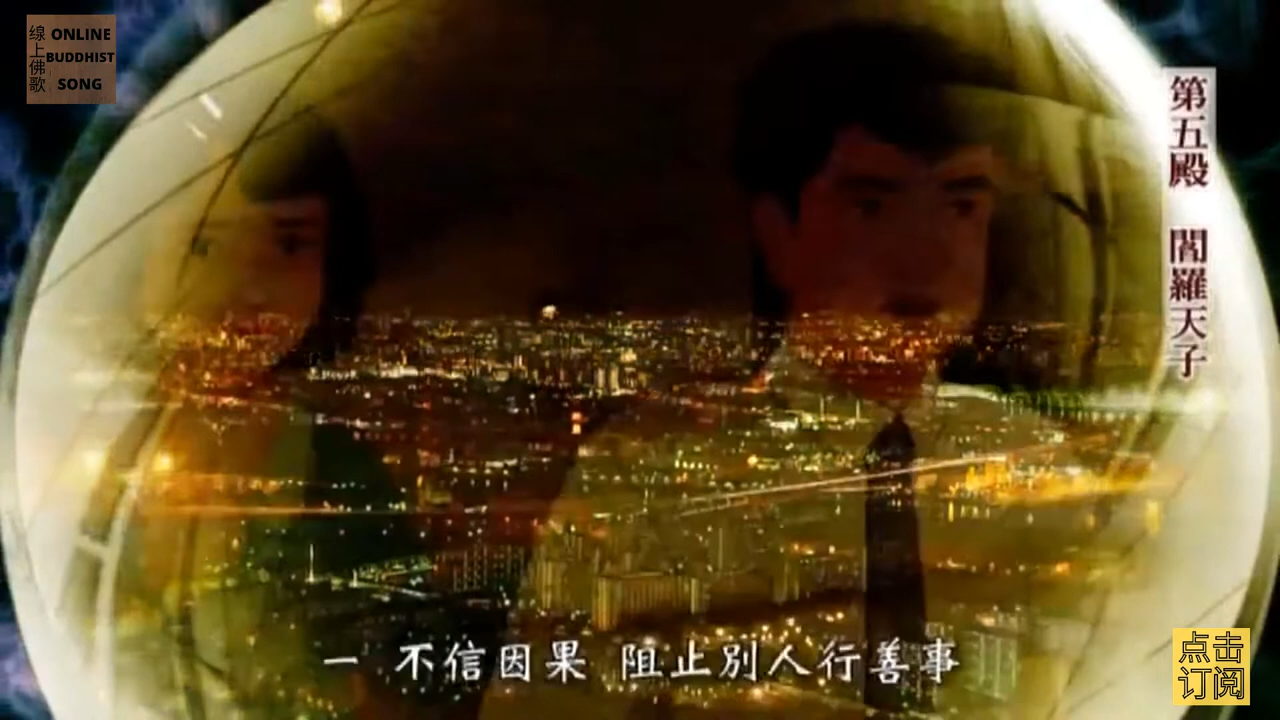 线上佛歌
ONLINE
BUDDHIST
SONG
第五殿 閻羅天子
一 不信因果 阻止別人行善事
点击
订阅